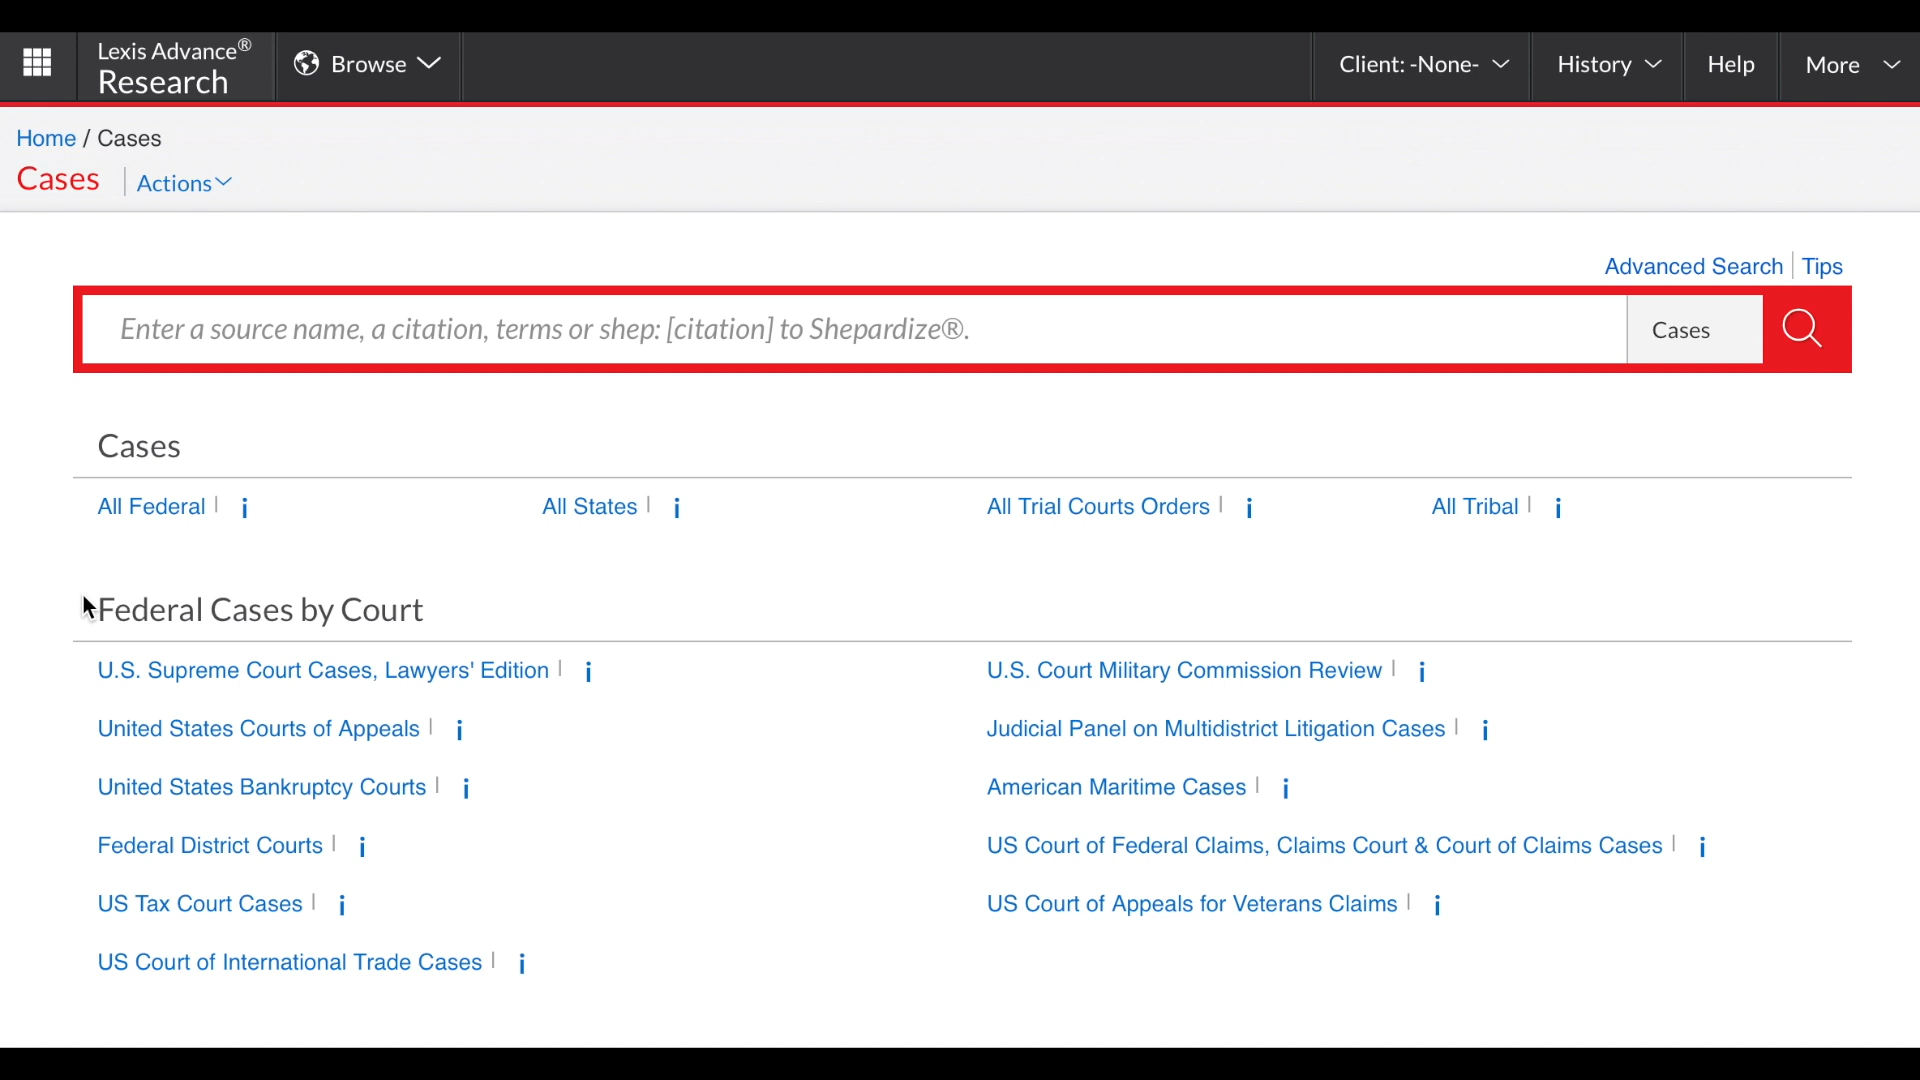 Lexis Advance®
Research
Browse
Client: -None-
History
Help
More
Home / Cases
Cases
Actions
Advanced Search
Tips
Enter a source name, a citation, terms or shep: [citation] to Shepardize®.
Cases
Cases
All Federal i
All States i
All Trial Courts Orders i
All Tribal i
Federal Cases by Court
U.S. Supreme Court Cases, Lawyers' Edition i
United States Courts of Appeals i
United States Bankruptcy Courts i
Federal District Courts i
US Tax Court Cases i
US Court of International Trade Cases i
U.S. Court Military Commission Review i
Judicial Panel on Multidistrict Litigation Cases i
American Maritime Cases i
US Court of Federal Claims, Claims Court & Court of Claims Cases i
US Court of Appeals for Veterans Claims i